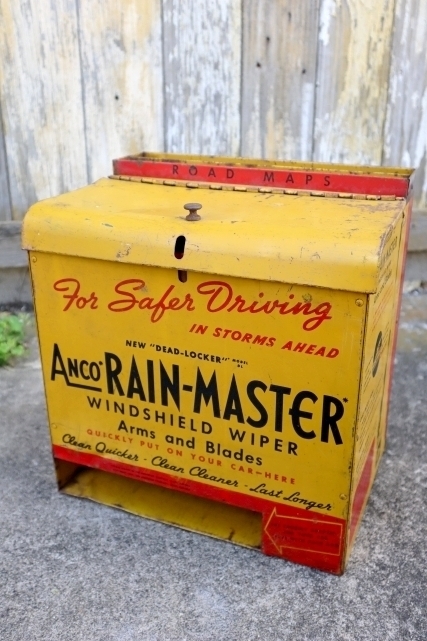 ROAD MAPS
For Safer Driving
IN STORMS AHEAD
NEW "DEAD-LOCKER"
ANCO RAIN-MASTER
WINDSHIELD WIPER
Arms and Blades
QUICKLY PUT ON YOUR CAR-HERE
Clean Quicker - Clean Cleaner - Last Longer